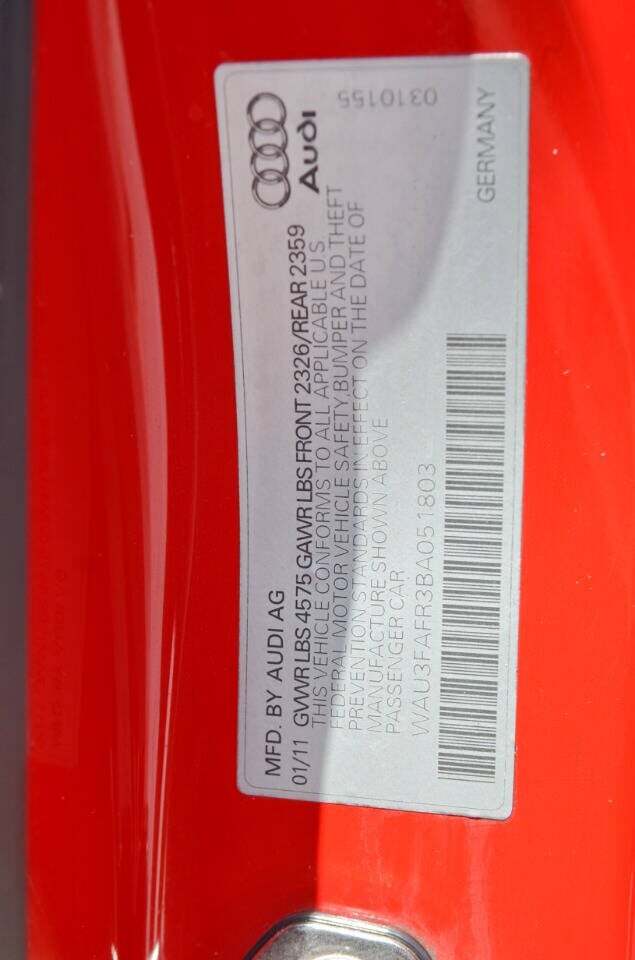 MFD. BY AUDI AG
Audi
0310155
01/11 GVWR LBS 4575 GAWR LBS FRONT 2326/REAR 2359
THIS VEHICLE CONFORMS TO ALL APPLICABLE U.S
FEDERAL MOTOR VEHICLE SAFETY,BUMPER AND THEFT
PREVENTION STANDARDS IN EFFECT ON THE DATE OF
MANUFACTURE SHOWN ABOVE
PASSENGER CAR
WAU3FAFR3BA051803
GERMANY